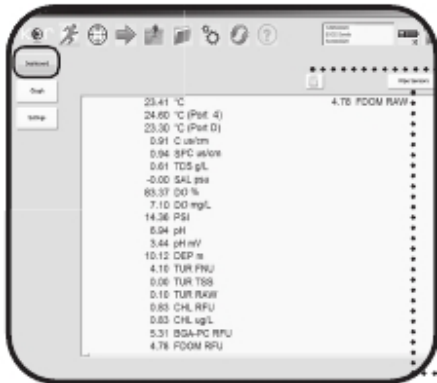 Dashboard
Graph
Settings
Wipe Sensors
23.41 °C
24.60 °C (Port 4)
23.30 °C (Port D)
0.91 C us/cm
0.94 SPC us/cm
0.61 TDS g/L
-0.00 SAL psu
83.37 DO %
7.10 DO mg/L
14.36 PSI
6.94 pH
3.44 pH mV
10.12 DEP m
4.10 TUR FNU
0.00 TUR TSS
0.10 TUR RAW
0.83 CHL RFU
0.83 CHL ug/L
5.31 BGA-PC RFU
4.78 FDOM RFU
4.78 FDOM RAW